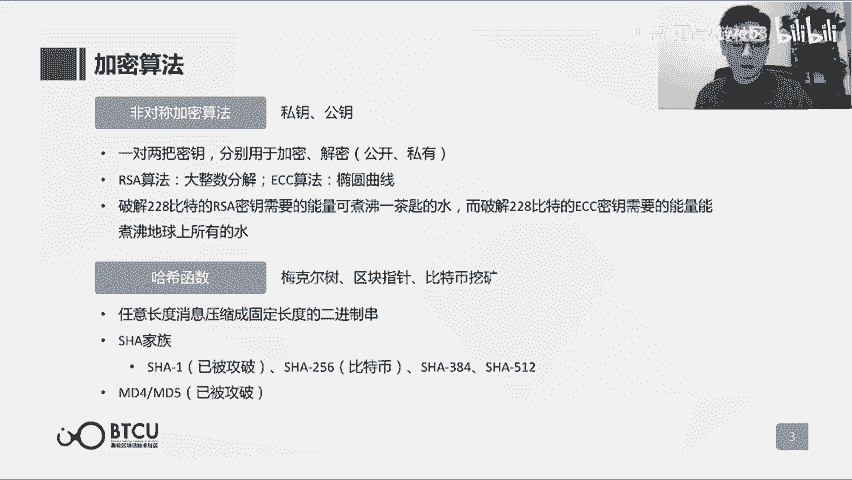 bilibili
加密算法
非对称加密算法 私钥、公钥
• 一对两把密钥，分别用于加密、解密（公开、私有）
• RSA算法：大整数分解；ECC算法：椭圆曲线
• 破解228比特的RSA密钥需要的能量可煮沸一茶匙的水，而破解228比特的ECC密钥需要的能量能
煮沸地球上所有的水
哈希函数 梅克尔树、区块指针、比特币挖矿
• 任意长度消息压缩成固定长度的二进制串
• SHA家族
• SHA-1（已被攻破）、SHA-256（比特币）、SHA-384、SHA-512
• MD4/MD5（已被攻破）
BTCU
高校区块链技术社区
3